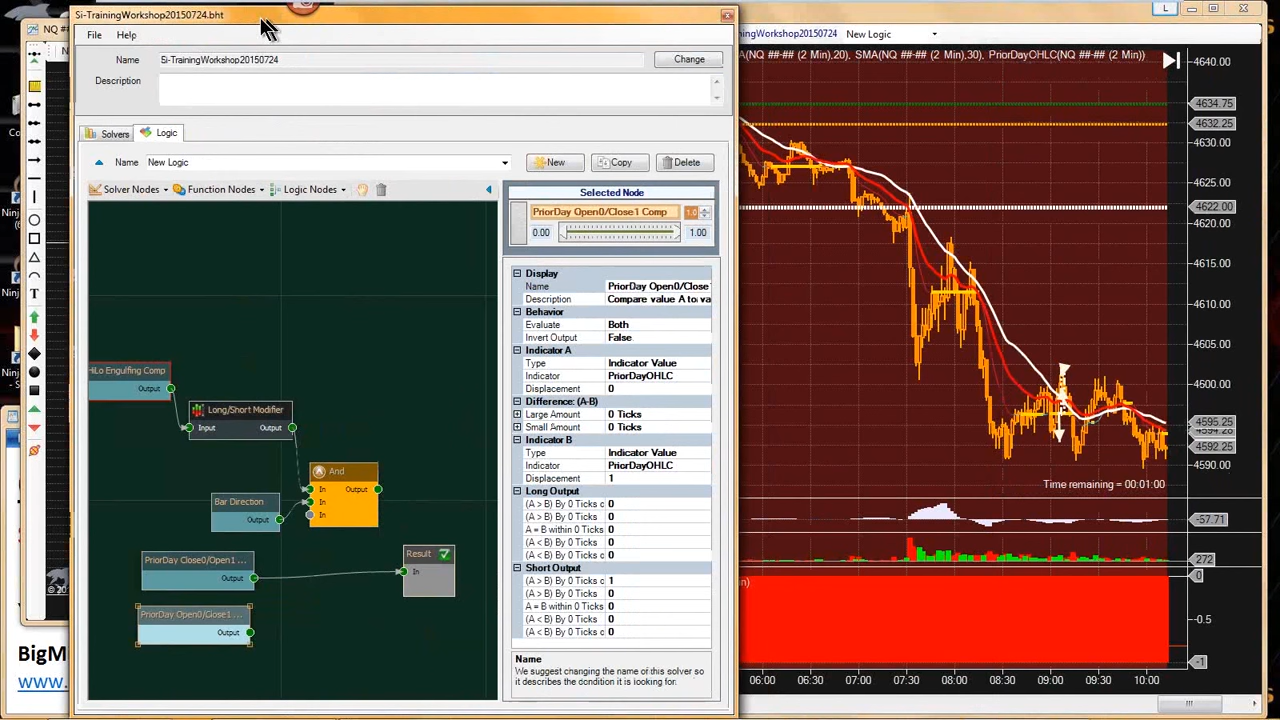 Si-TrainingWorkshop20150724.bht
File Help
Name Si-TrainingWorkshop20150724 Change
Description
Solvers Logic
Name New Logic New Copy Delete
Solver Nodes Function Nodes Logic Nodes
Selected Node
PriorDay Open0/Close1 Comp 1.0
0.00 1.00
Display
Name PriorDay Open0/Close
Description Compare value A to va
Behavior
Evaluate Both
Invert Output False
Indicator A
Type Indicator Value
Indicator PriorDayOHLC
Displacement 0
Difference: (A-B)
Large Amount 0 Ticks
Small Amount 0 Ticks
Indicator B
Type Indicator Value
Indicator PriorDayOHLC
Displacement 1
Long Output
(A > B) By 0 Ticks c 0
(A > B) By 0 Ticks 0
A = B within 0 Ticks 0
(A < B) By 0 Ticks 0
(A < B) By 0 Ticks c 0
Short Output
(A > B) By 0 Ticks c 1
(A > B) By 0 Ticks 0
A = B within 0 Ticks 0
(A < B) By 0 Ticks 0
(A < B) By 0 Ticks c 0
Name
We suggest changing the name of this solver so
it describes the condition it is looking for.
HiLo Engulfing Comp
Output
Long/Short Modifier
Input Output
And
In Output
In
In
Bar Direction
Output
PriorDay Close0/Open1 ...
Output
PriorDay Open0/Close1 ...
Output
Result
In
NQ ##
Ninj
BigM
www.
L
ningWorkshop20150724 New Logic
A(NQ ##-## (2 Min),20), SMA(NQ ##-## (2 Min),30), PriorDayOHLC(NQ ##-## (2 Min))
4640.00
4634.75
4632.25
4630.00
4625.00
4622.00
4620.00
4615.00
4610.00
4605.00
4600.00
4595.25
4594.25
4592.25
4590.00
Time remaining = 00:01:00
-57.71
272
0
-0.5
-1
06:00 06:30 07:00 07:30 08:00 08:30 09:00 09:30 10:00